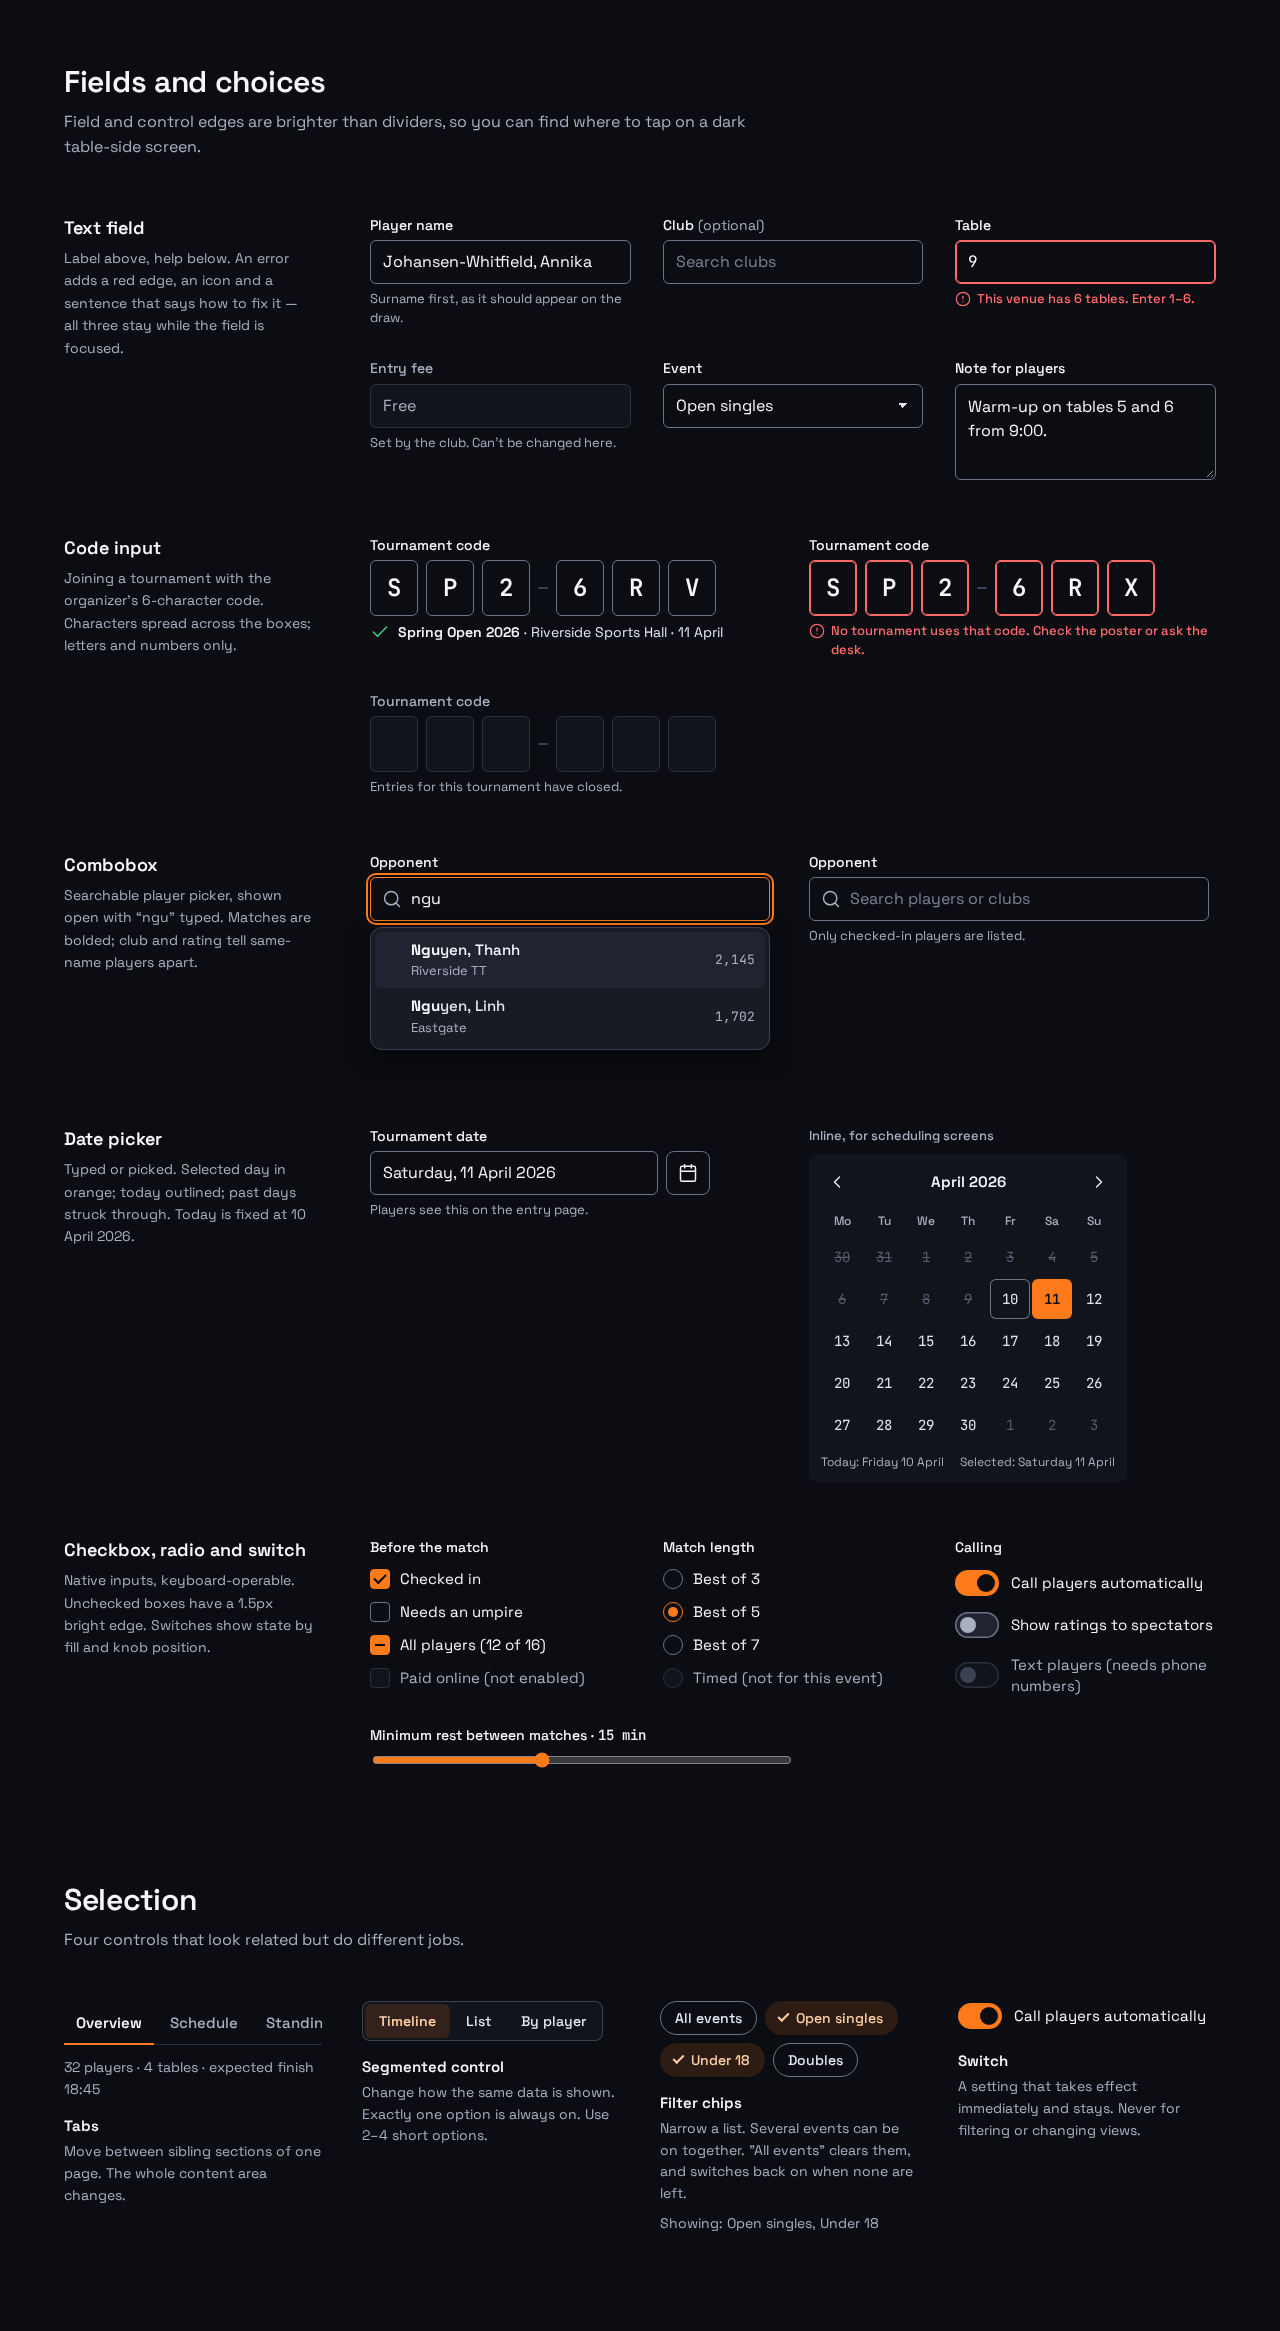 Fields and choices
Field and control edges are brighter than dividers, so you can find where to tap on a dark
table-side screen.
Text field
Label above, help below. An error
adds a red edge, an icon and a
sentence that says how to fix it —
all three stay while the field is
focused.
Player name
Johansen-Whitfield, Annika
Surname first, as it should appear on the
draw.
Club (optional)
Search clubs
Table
9
This venue has 6 tables. Enter 1–6.
Entry fee
Free
Set by the club. Can’t be changed here.
Event
Open singles
Note for players
Warm-up on tables 5 and 6
from 9:00.
Code input
Joining a tournament with the
organizer’s 6-character code.
Characters spread across the boxes;
letters and numbers only.
Tournament code
S P 2 – 6 R V
Spring Open 2026 · Riverside Sports Hall · 11 April
Tournament code
S P 2 – 6 R X
No tournament uses that code. Check the poster or ask the
desk.
Tournament code
–
Entries for this tournament have closed.
Combobox
Searchable player picker, shown
open with “ngu” typed. Matches are
bolded; club and rating tell same-
name players apart.
Opponent
ngu
Nguyen, Thanh
Riverside TT
2,145
Nguyen, Linh
Eastgate
1,702
Opponent
Search players or clubs
Only checked-in players are listed.
Date picker
Typed or picked. Selected day in
orange; today outlined; past days
struck through. Today is fixed at 10
April 2026.
Tournament date
Saturday, 11 April 2026
Players see this on the entry page.
Inline, for scheduling screens
April 2026
Mo Tu We Th Fr Sa Su
30 31 1 2 3 4 5
6 7 8 9 10 11 12
13 14 15 16 17 18 19
20 21 22 23 24 25 26
27 28 29 30 1 2 3
Today: Friday 10 April Selected: Saturday 11 April
Checkbox, radio and switch
Native inputs, keyboard-operable.
Unchecked boxes have a 1.5px
bright edge. Switches show state by
fill and knob position.
Before the match
Checked in
Needs an umpire
All players (12 of 16)
Paid online (not enabled)
Match length
Best of 3
Best of 5
Best of 7
Timed (not for this event)
Calling
Call players automatically
Show ratings to spectators
Text players (needs phone
numbers)
Minimum rest between matches · 15 min
Selection
Four controls that look related but do different jobs.
Overview Schedule Standin
32 players · 4 tables · expected finish
18:45
Tabs
Move between sibling sections of one
page. The whole content area
changes.
Timeline List By player
Segmented control
Change how the same data is shown.
Exactly one option is always on. Use
2–4 short options.
All events Open singles
Under 18 Doubles
Filter chips
Narrow a list. Several events can be
on together. "All events" clears them,
and switches back on when none are
left.
Showing: Open singles, Under 18
Call players automatically
Switch
A setting that takes effect
immediately and stays. Never for
filtering or changing views.